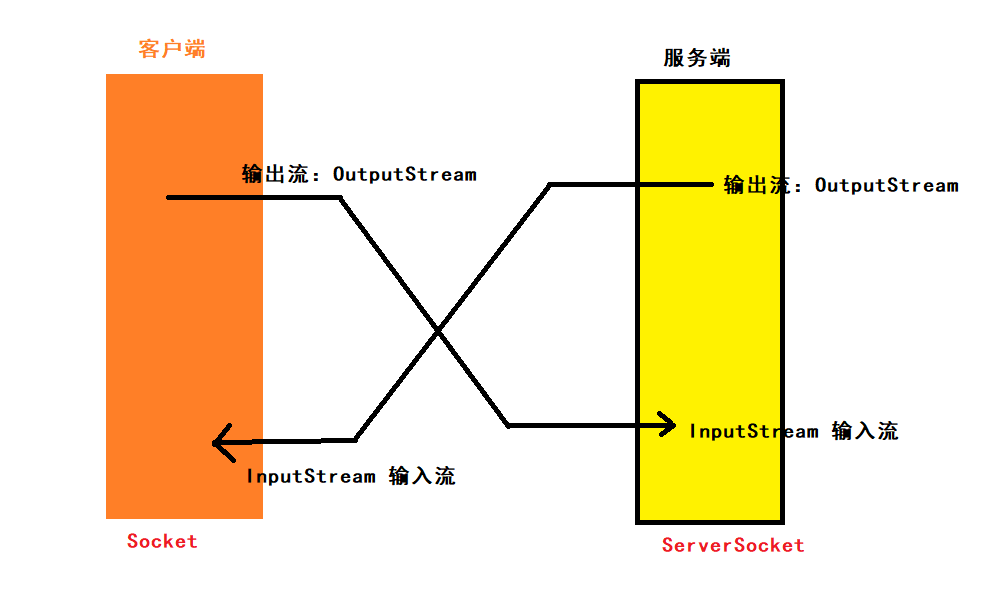 客户端
服务端
输出流：OutputStream
输出流：OutputStream
InputStream 输入流
InputStream 输入流
Socket
ServerSocket